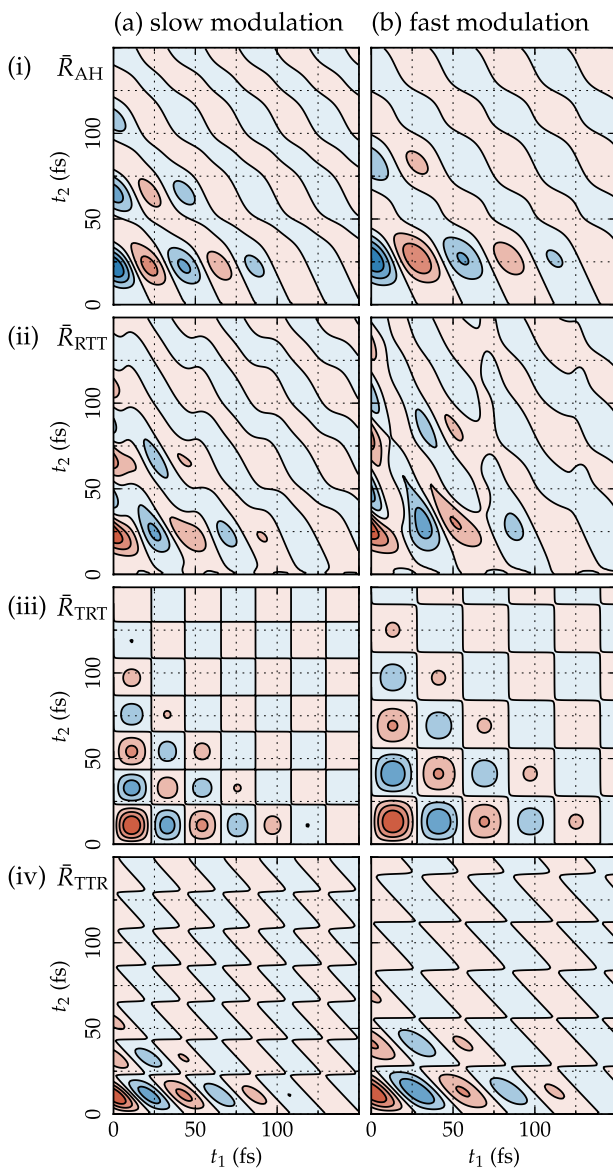 (a) slow modulation (b) fast modulation
(i) R̄AH
t2 (fs)
0 50 100
(ii) R̄RTT
t2 (fs)
0 50 100
(iii) R̄TRT
t2 (fs)
0 50 100
(iv) R̄TTR
t2 (fs)
0 50 100
0 50 100 0 50 100
t1 (fs) t1 (fs)